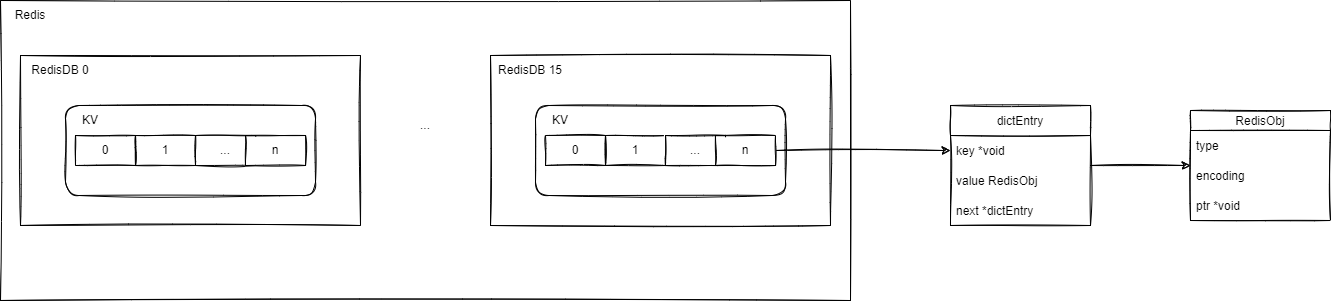 Redis
RedisDB 0
KV
0 1 ... n
...
RedisDB 15
KV
0 1 ... n
dictEntry
key *void
value RedisObj
next *dictEntry
RedisObj
type
encoding
ptr *void